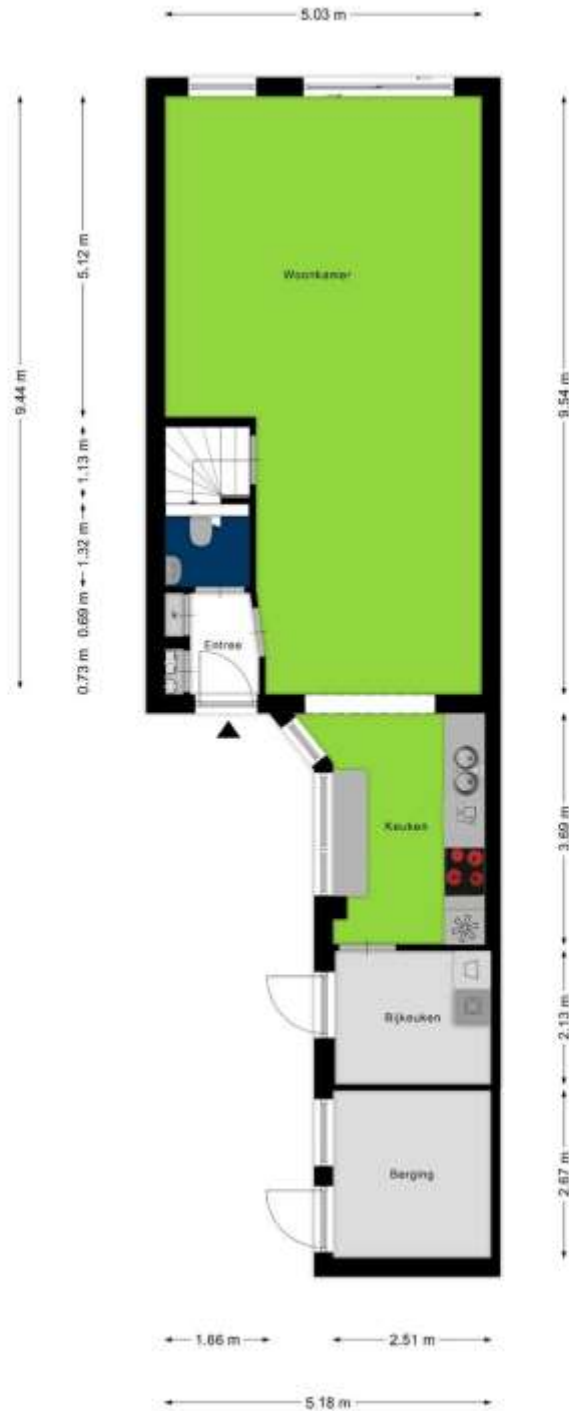 5.03 m
9.44 m
5.12 m
1.13 m
1.32 m
0.69 m
0.73 m
9.54 m
Woonkamer
Entree
Keuken
3.69 m
Bijkeuken
2.13 m
Berging
2.67 m
1.66 m
2.51 m
5.18 m